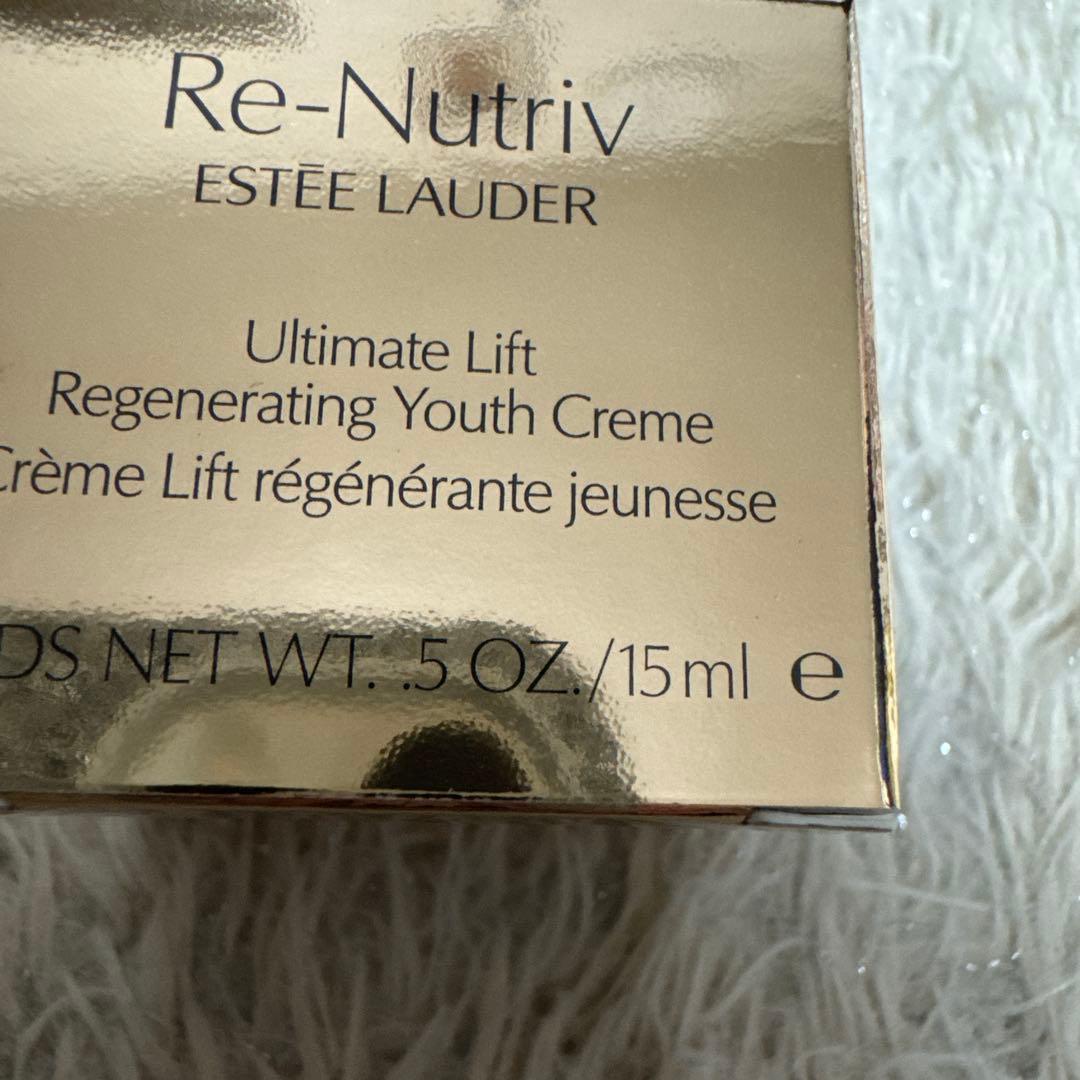 Re-Nutriv
ESTĒE LAUDER
Ultimate Lift
Regenerating Youth Creme
Crème Lift régénérante jeunesse
DS NET WT. .5 OZ./15ml ℮